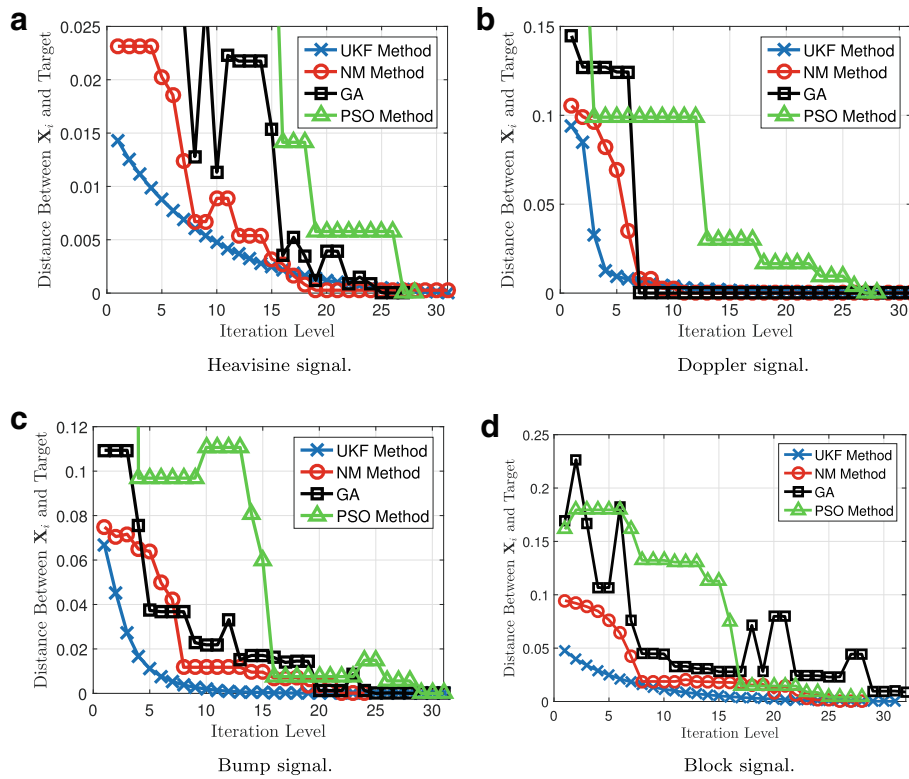 a
0.025
0.02
0.015
0.01
0.005
0
0 5 10 15 20 25 30
Distance Between X_i and Target
Iteration Level
UKF Method
NM Method
GA
PSO Method
Heavisine signal.
b
0.15
0.1
0.05
0
0 5 10 15 20 25 30
Distance Between X_i and Target
Iteration Level
UKF Method
NM Method
GA
PSO Method
Doppler signal.
c
0.12
0.1
0.08
0.06
0.04
0.02
0
0 5 10 15 20 25 30
Distance Between X_i and Target
Iteration Level
UKF Method
NM Method
GA
PSO Method
Bump signal.
d
0.25
0.2
0.15
0.1
0.05
0
0 5 10 15 20 25 30
Distance Between X_i and Target
Iteration Level
UKF Method
NM Method
GA
PSO Method
Block signal.